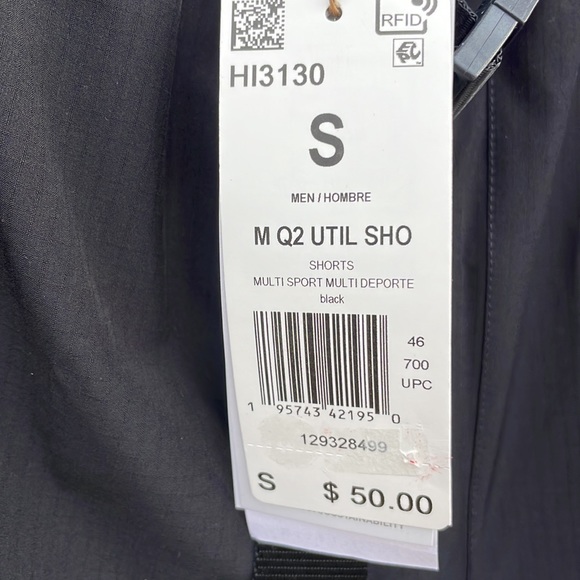 RFID
HI3130
S
MEN / HOMBRE
M Q2 UTIL SHO
SHORTS
MULTI SPORT MULTI DEPORTE
black
46
700
UPC
1 95743 42195 0
129328499
S $ 50.00